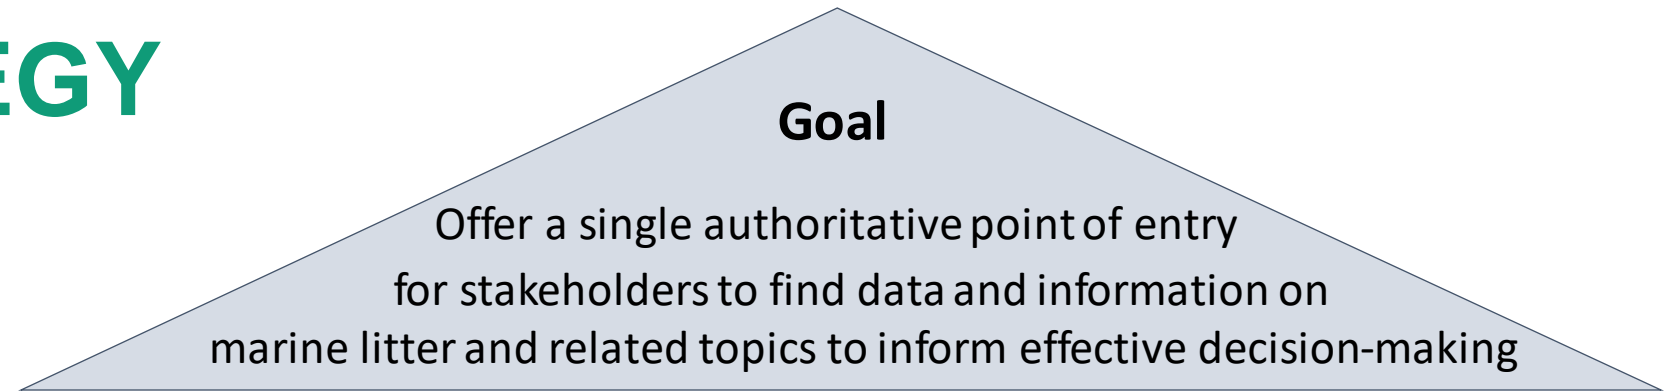 EGY
Goal
Offer a single authoritative point of entry
for stakeholders to find data and information on
marine litter and related topics to inform effective decision-making